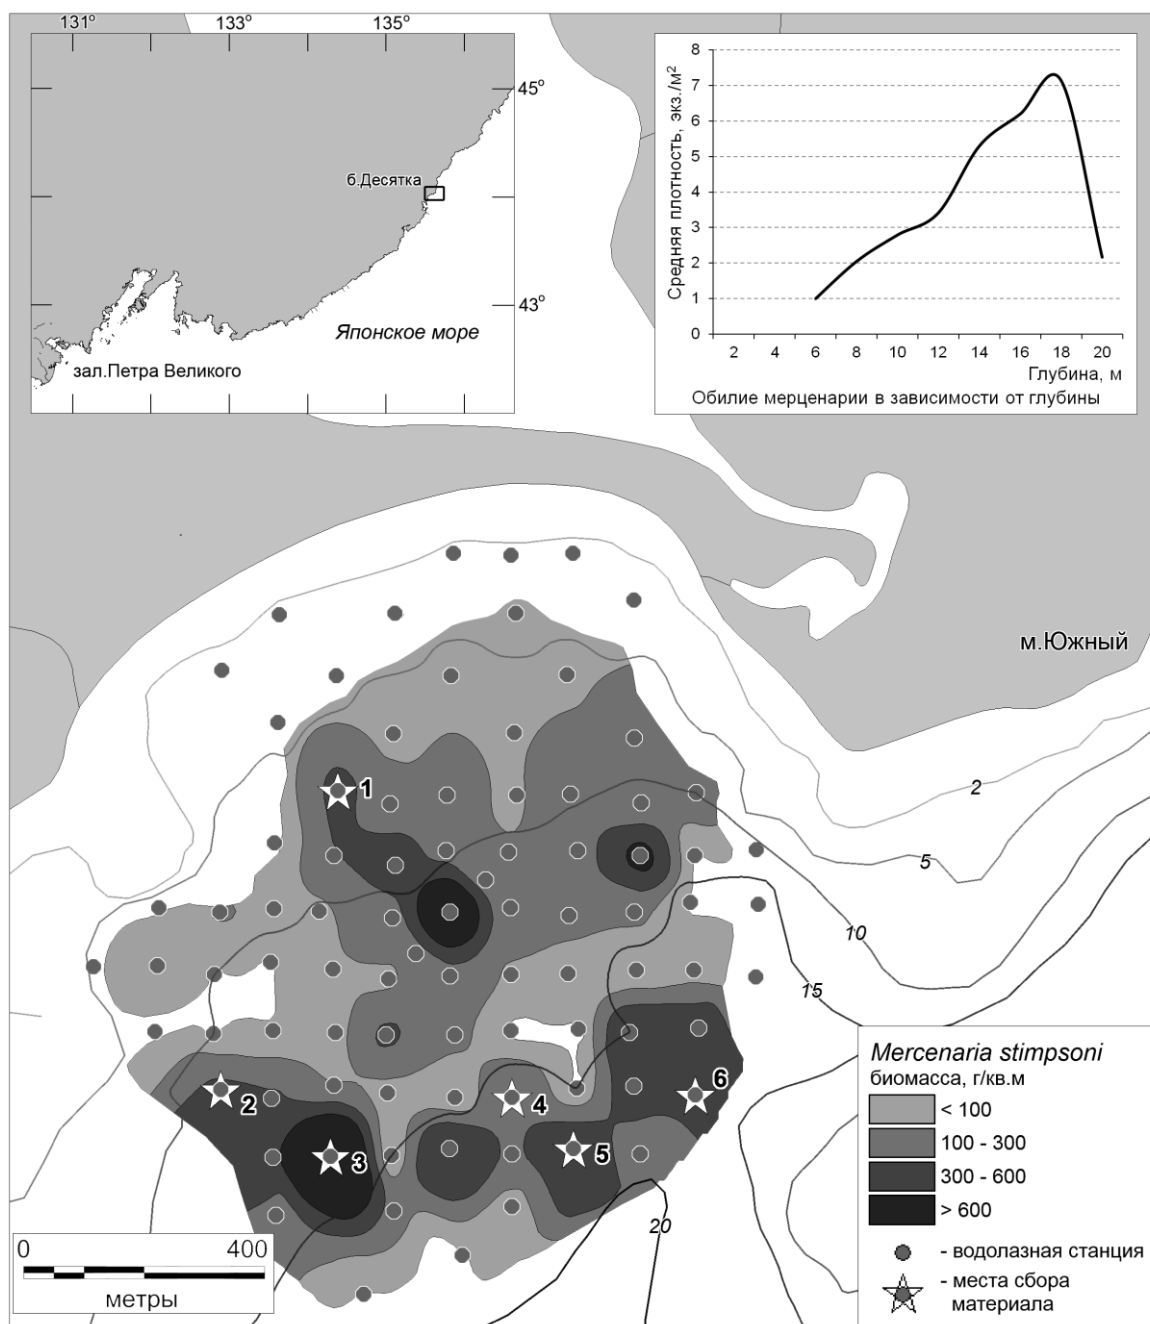 131° 133° 135°
45°
б.Десятка
43°
Японское море
зал.Петра Великого
Средняя плотность, экз./м²
8
7
6
5
4
3
2
1
0
2 4 6 8 10 12 14 16 18 20
Глубина, м
Обилие мерценарии в зависимости от глубины
м.Южный
2
5
10
15
20
1
2
3
4
5
6
Mercenaria stimpsoni
биомасса, г/кв.м
< 100
100 - 300
300 - 600
> 600
- водолазная станция
- места сбора
материала
0 400
метры